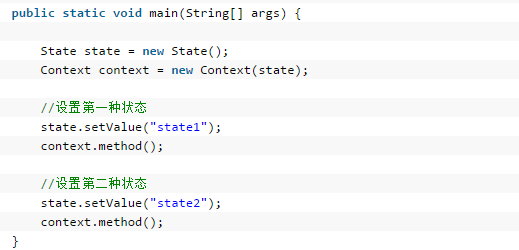 public static void main(String[] args) {
State state = new State();
Context context = new Context(state);
//设置第一种状态
state.setValue("state1");
context.method();
//设置第二种状态
state.setValue("state2");
context.method();
}